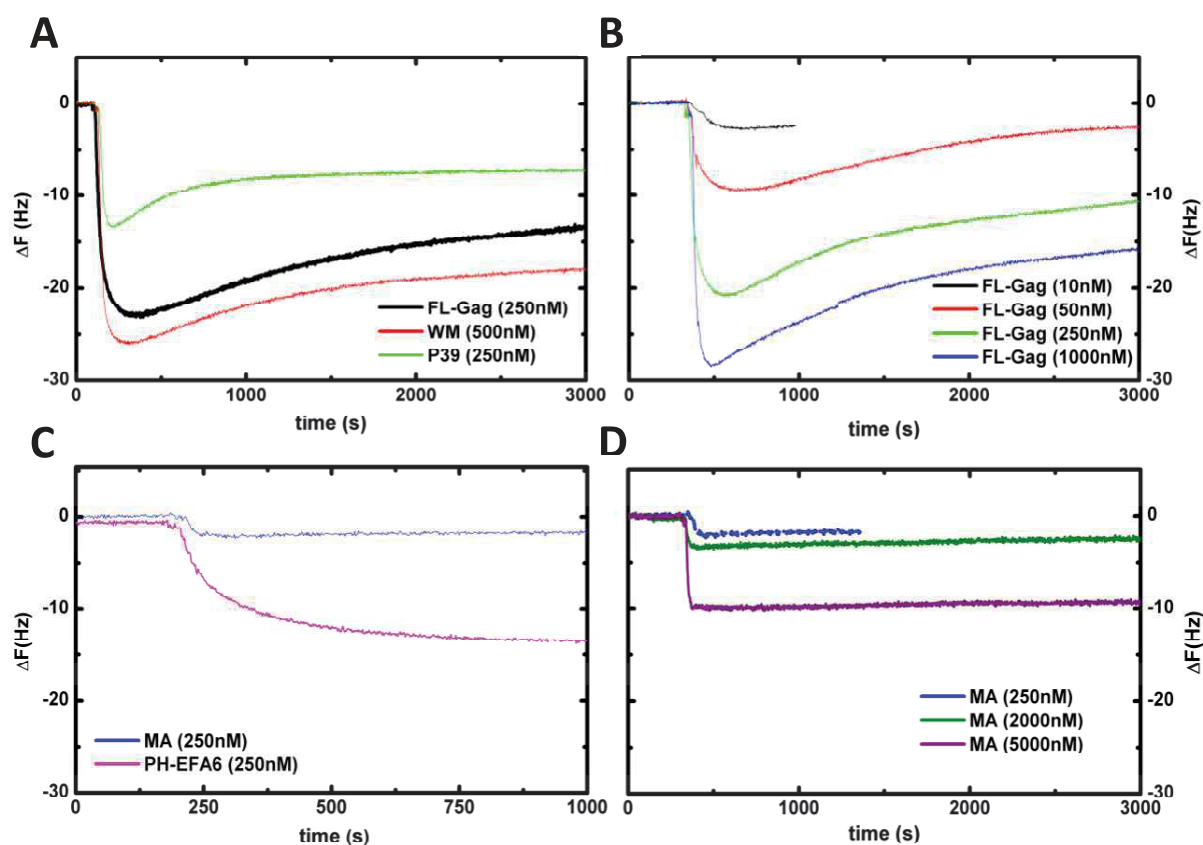 A
0
-10
-20
-30
ΔF (Hz)
0
1000
2000
3000
time (s)
FL-Gag (250nM)
WM (500nM)
P39 (250nM)
B
0
-10
-20
-30
ΔF(Hz)
0
1000
2000
3000
time (s)
FL-Gag (10nM)
FL-Gag (50nM)
FL-Gag (250nM)
FL-Gag (1000nM)
C
0
-10
-20
-30
ΔF(Hz)
0
250
500
750
1000
time (s)
MA (250nM)
PH-EFA6 (250nM)
D
0
-10
-20
-30
ΔF(Hz)
0
1000
2000
3000
time (s)
MA (250nM)
MA (2000nM)
MA (5000nM)